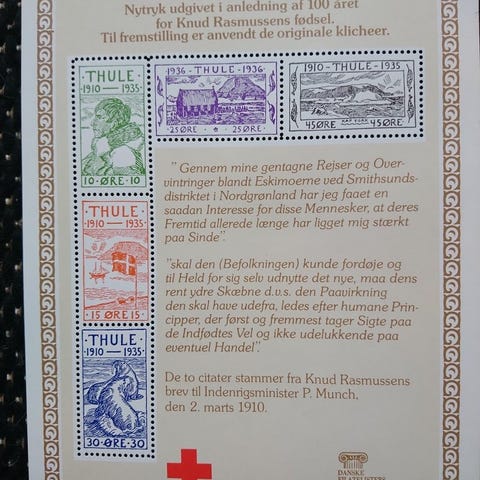 Nytryk udgivet i anledning af 100 året
for Knud Rasmussens fødsel.
Til fremstilling er anvendt de originale klicheer.
THULE
1910 — 1935
10 · ØRE · 10
1936 — THULE — 1936
25 ØRE · 25 ØRE
1910 — THULE — 1935
45 ØRE KAP YORK 45 ØRE
THULE
1910 — 1935
15 ØRE 15
THULE
1910 — 1935
30 · ØRE · 30
" Gennem mine gentagne Rejser og Over-
vintringer blandt Eskimoerne ved Smithsunds-
distriktet i Nordgrønland har jeg faaet en
saadan Interesse for disse Mennesker, at deres
Fremtid allerede længe har ligget mig stærkt
paa Sinde".
"skal den (Befolkningen) kunde fordøje og
til Held for sig selv udnytte det nye, maa dens
rent ydre Skæbne d.v.s. den Paavirkning
den skal have udefra, ledes efter humane Prin-
cipper, der først og fremmest tager Sigte paa
de Indfødtes Vel og ikke udelukkende paa
eventuel Handel".
De to citater stammer fra Knud Rasmussens
brev til Indenrigsminister P. Munch,
den 2. marts 1910.
DANSKE
FILATELISTERS